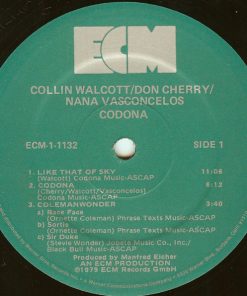 ECM
COLLIN WALCOTT/DON CHERRY/
NANA VASCONCELOS
CODONA
ECM-1-1132
SIDE 1
1. LIKE THAT OF SKY 11:06
(Walcott) Codona Music-ASCAP
2. CODONA 6:12
(Cherry/Walcott/Vasconcelos)
Codona Music-ASCAP
3. COLEMANWONDER 3:40
a) Race Face
(Ornette Coleman) Phrase Texts Music-ASCAP
b) Sortie
(Ornette Coleman) Phrase Texts Music-ASCAP
c) Sir Duke
(Stevie Wonder) Jobete Music Co., Inc./
Black Bull Music-ASCAP
Produced by Manfred Eicher
AN ECM PRODUCTION
©1979 ECM Records GmbH